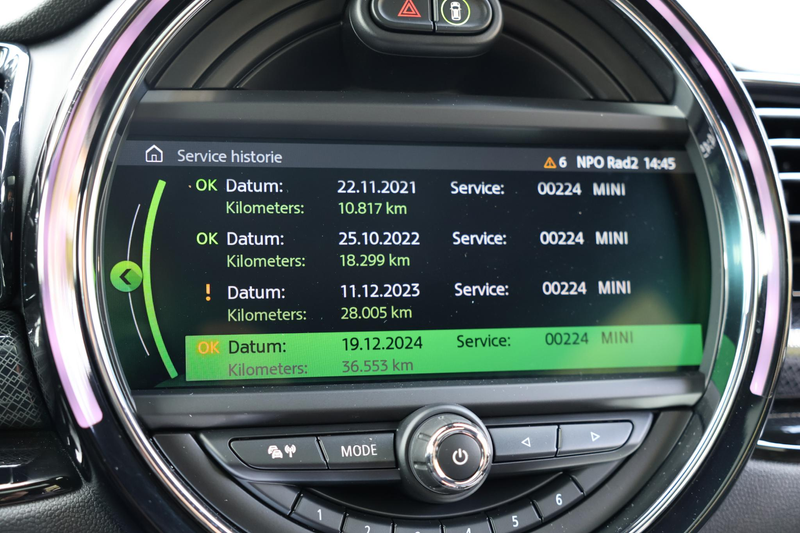 Service historie 6 NPO Rad2 14:45
OK Datum: 22.11.2021 Service: 00224 MINI
Kilometers: 10.817 km
OK Datum: 25.10.2022 Service: 00224 MINI
Kilometers: 18.299 km
! Datum: 11.12.2023 Service: 00224 MINI
Kilometers: 28.005 km
OK Datum: 19.12.2024 Service: 00224 MINI
Kilometers: 36.553 km
MODE
1 2 5 6